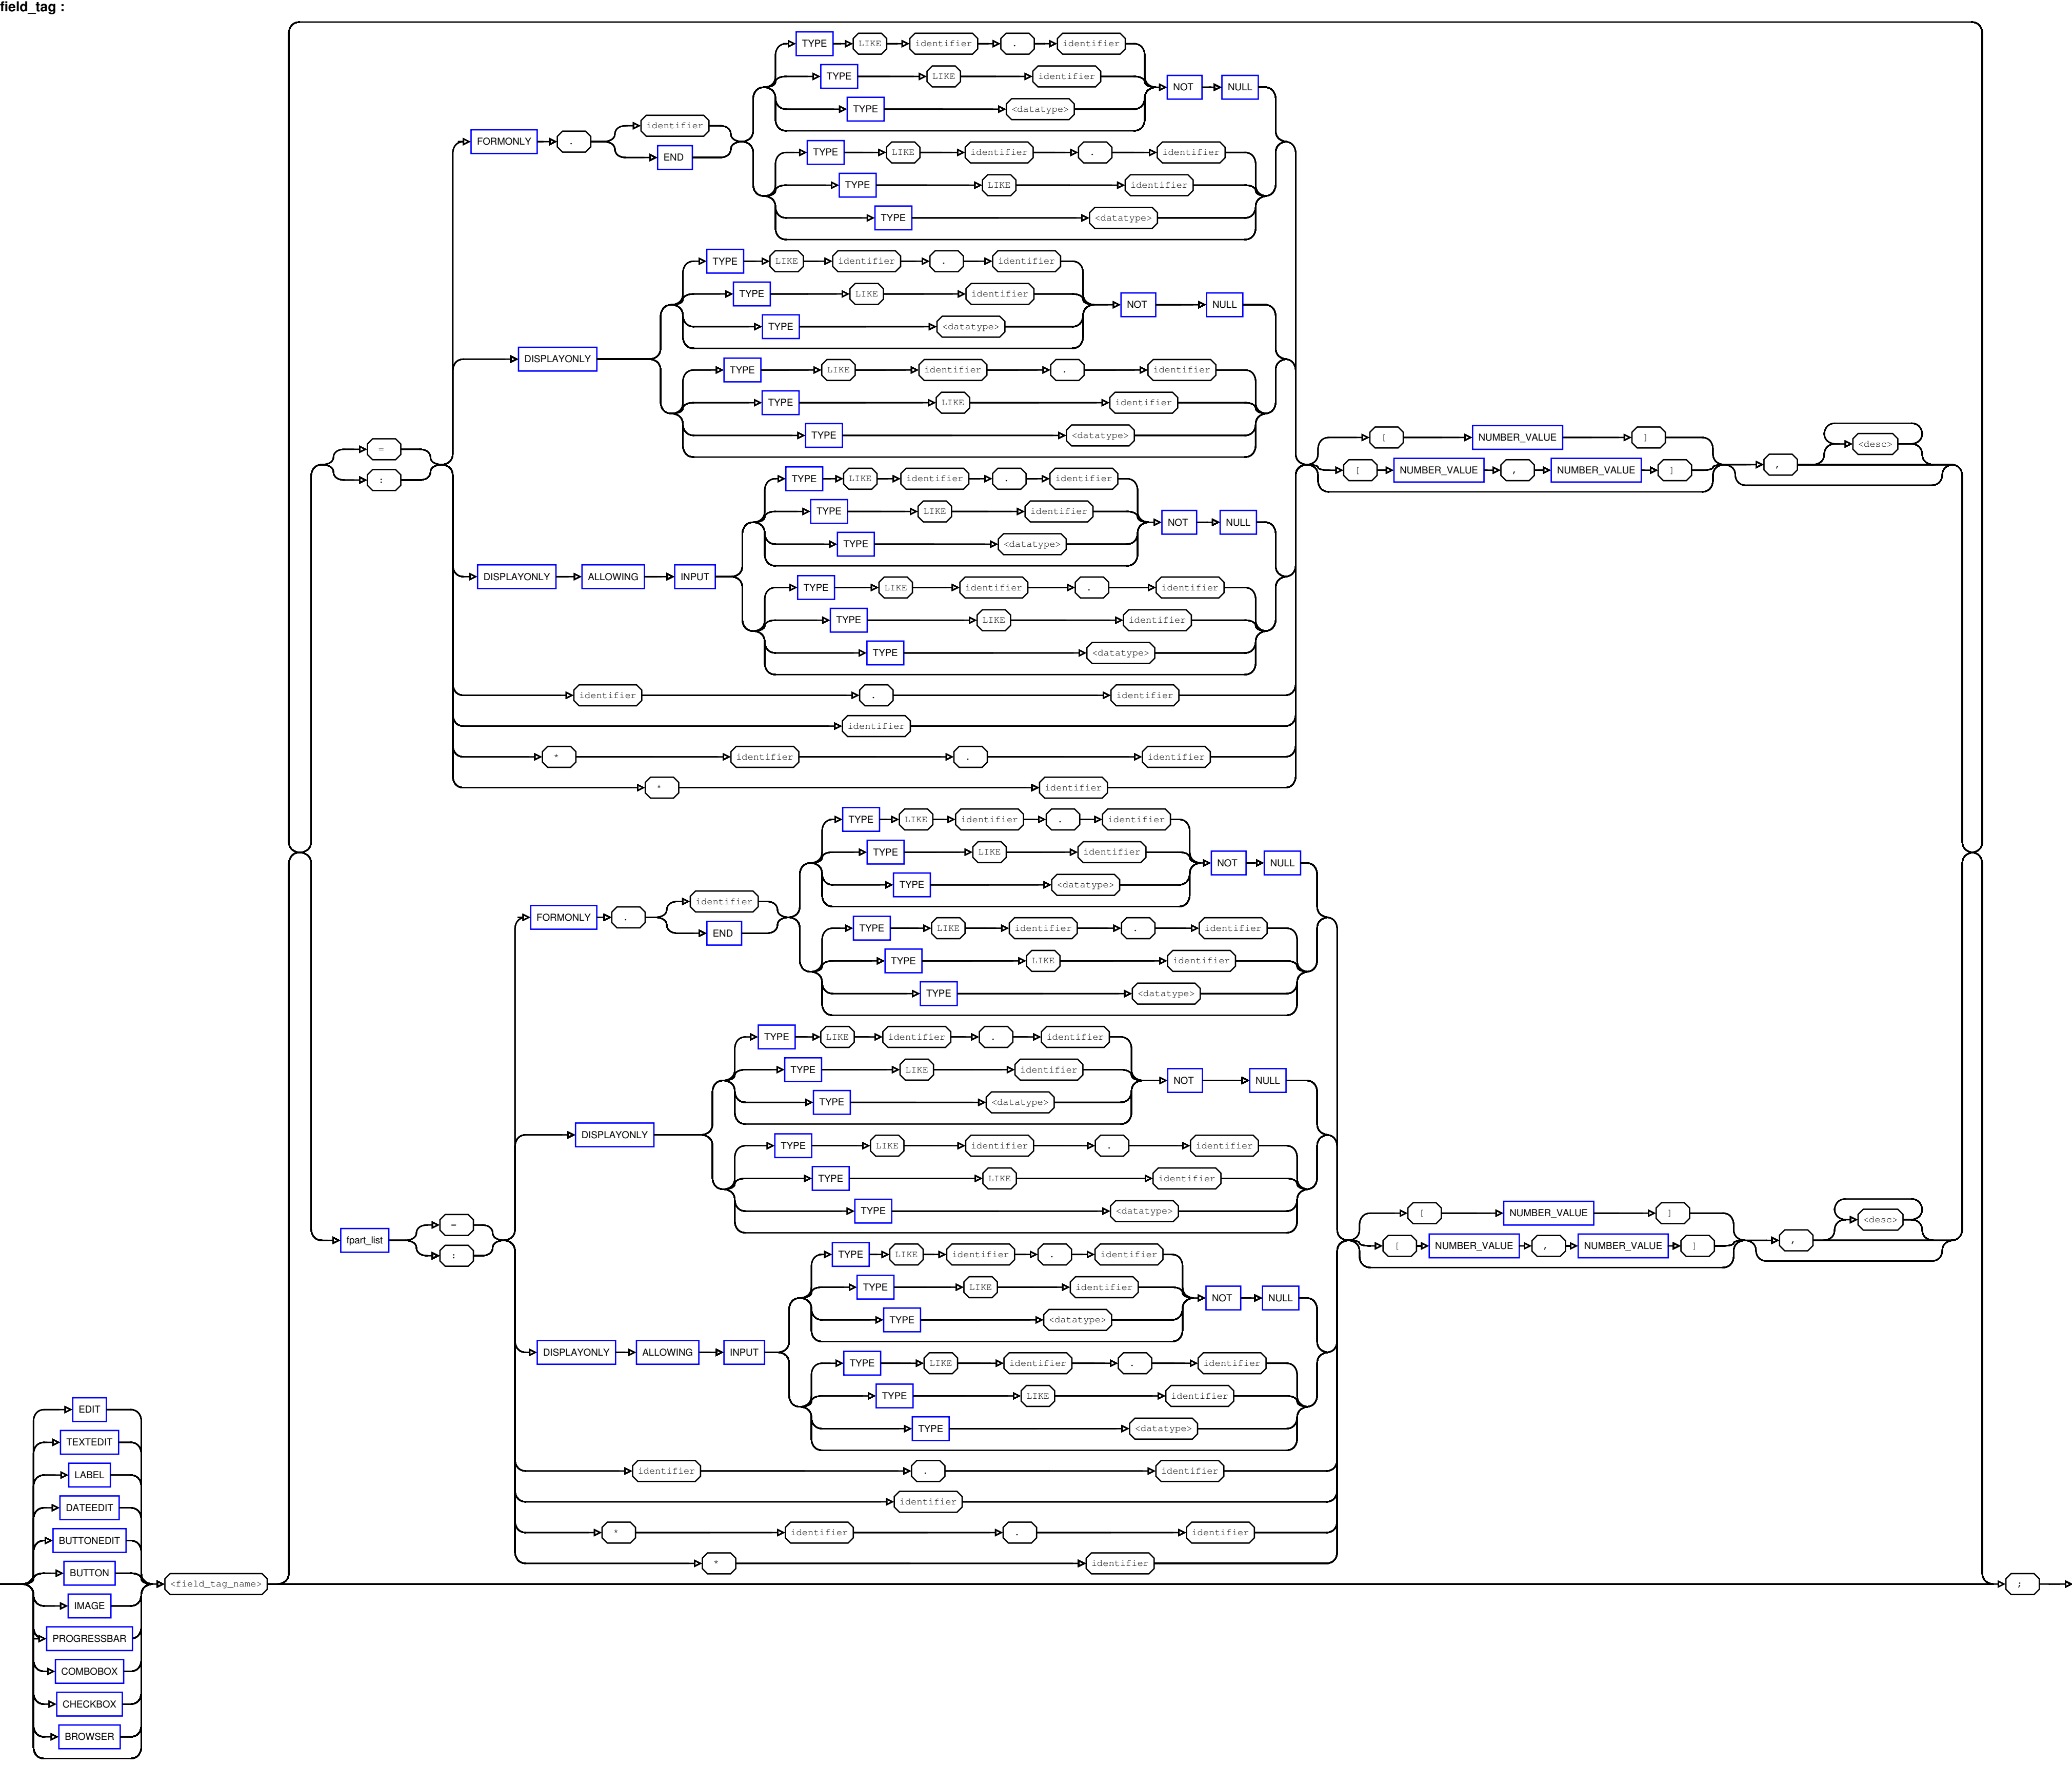 field_tag :
TYPE LIKE identifier . identifier
TYPE LIKE identifier
NOT NULL
TYPE <datatype>
identifier
FORMONLY .
END
TYPE LIKE identifier . identifier
TYPE LIKE identifier
TYPE <datatype>
TYPE LIKE identifier . identifier
TYPE LIKE identifier
NOT NULL
TYPE <datatype>
DISPLAYONLY
TYPE LIKE identifier . identifier
TYPE LIKE identifier
TYPE <datatype>
=
:
[ NUMBER_VALUE ]
[ NUMBER_VALUE , NUMBER_VALUE ]
, <desc>
TYPE LIKE identifier . identifier
TYPE LIKE identifier
NOT NULL
TYPE <datatype>
DISPLAYONLY ALLOWING INPUT
TYPE LIKE identifier . identifier
TYPE LIKE identifier
TYPE <datatype>
identifier . identifier
identifier
* identifier . identifier
* identifier
TYPE LIKE identifier . identifier
TYPE LIKE identifier
NOT NULL
TYPE <datatype>
identifier
FORMONLY .
END
TYPE LIKE identifier . identifier
TYPE LIKE identifier
TYPE <datatype>
TYPE LIKE identifier . identifier
TYPE LIKE identifier
NOT NULL
TYPE <datatype>
DISPLAYONLY
TYPE LIKE identifier . identifier
TYPE LIKE identifier
TYPE <datatype>
fpart_list
=
:
[ NUMBER_VALUE ]
[ NUMBER_VALUE , NUMBER_VALUE ]
, <desc>
TYPE LIKE identifier . identifier
TYPE LIKE identifier
NOT NULL
TYPE <datatype>
DISPLAYONLY ALLOWING INPUT
TYPE LIKE identifier . identifier
TYPE LIKE identifier
TYPE <datatype>
identifier . identifier
identifier
* identifier . identifier
* identifier
EDIT
TEXTEDIT
LABEL
DATEEDIT
BUTTONEDIT
BUTTON
<field_tag_name> ;
IMAGE
PROGRESSBAR
COMBOBOX
CHECKBOX
BROWSER